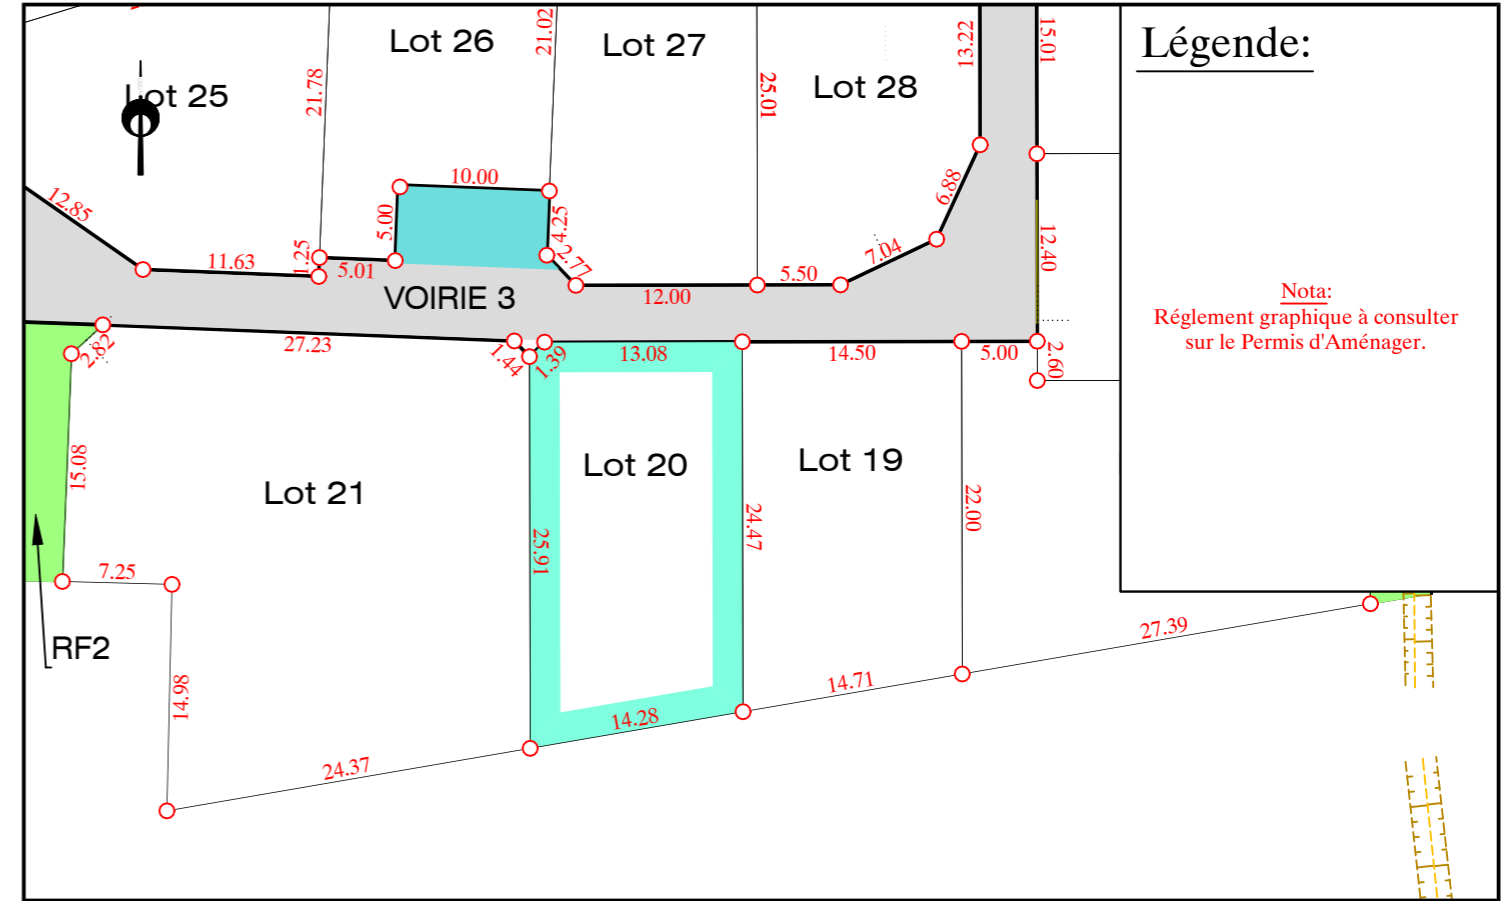 Lot 26
21.02
Lot 27
13.22
15.01
Légende:
Lot 25
21.78
25.01
Lot 28
10.00
12.85
5.00
4.25
6.88
1.25
11.63
5.01
2.77
5.50
7.04
12.40
VOIRIE 3
12.00
Nota:
Réglement graphique à consulter
sur le Permis d'Aménager.
2.82
27.23
1.44
1.39
13.08
14.50
5.00
2.60
15.08
Lot 21
Lot 20
Lot 19
25.91
24.47
22.00
7.25
RF2
14.98
24.37
14.28
14.71
27.39